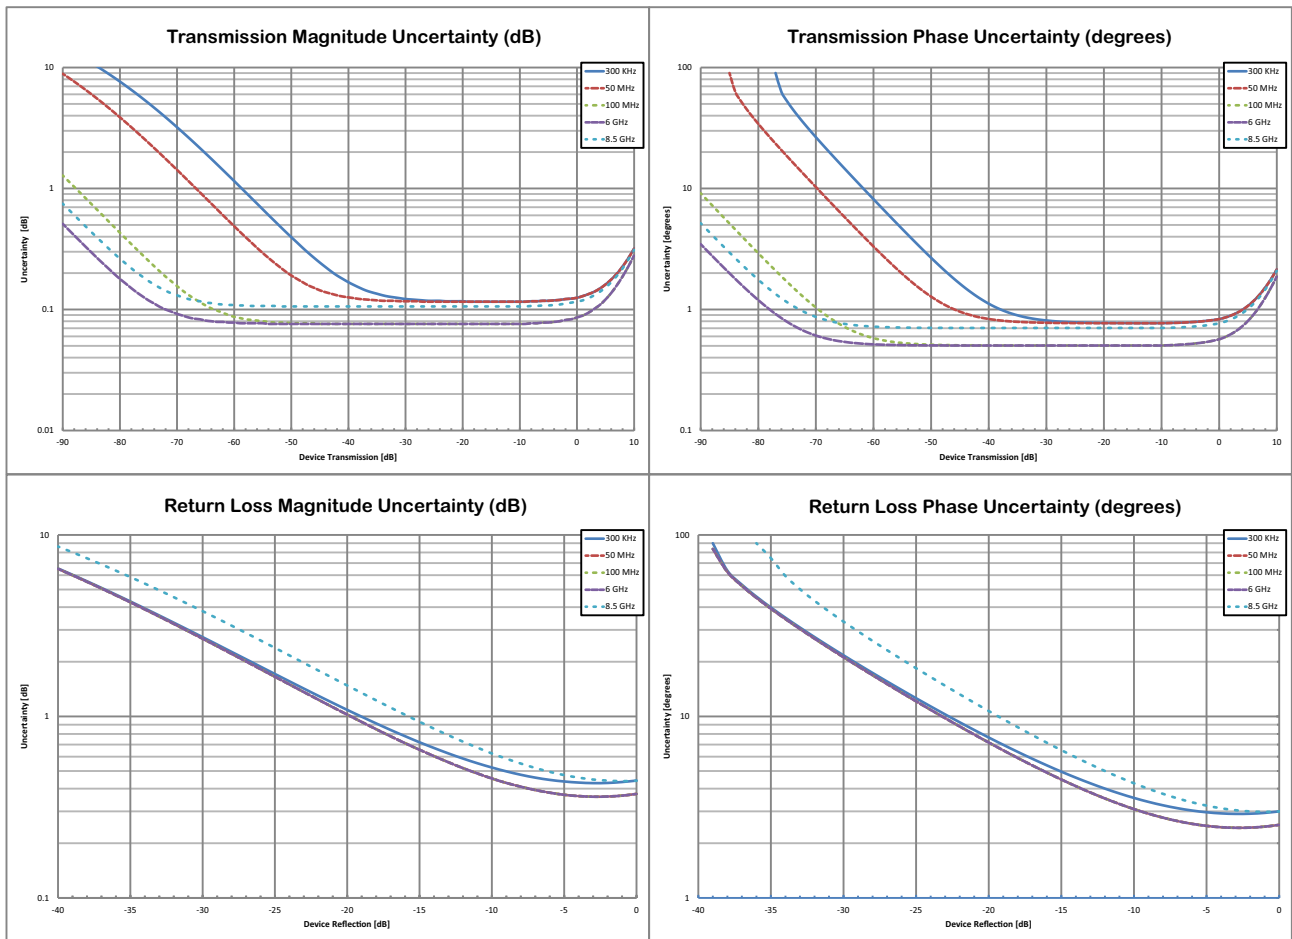 Transmission Magnitude Uncertainty (dB)
10
1
0.1
0.01
Uncertainty [dB]
-90 -80 -70 -60 -50 -40 -30 -20 -10 0 10
Device Transmission [dB]
300 KHz
50 MHz
100 MHz
6 GHz
8.5 GHz
Transmission Phase Uncertainty (degrees)
100
10
1
0.1
Uncertainty [degrees]
-90 -80 -70 -60 -50 -40 -30 -20 -10 0 10
Device Transmission [dB]
300 KHz
50 MHz
100 MHz
6 GHz
8.5 GHz
Return Loss Magnitude Uncertainty (dB)
10
1
0.1
Uncertainty [dB]
-40 -35 -30 -25 -20 -15 -10 -5 0
Device Reflection [dB]
300 KHz
50 MHz
100 MHz
6 GHz
8.5 GHz
Return Loss Phase Uncertainty (degrees)
100
10
1
Uncertainty [degrees]
-40 -35 -30 -25 -20 -15 -10 -5 0
Device Reflection [dB]
300 KHz
50 MHz
100 MHz
6 GHz
8.5 GHz